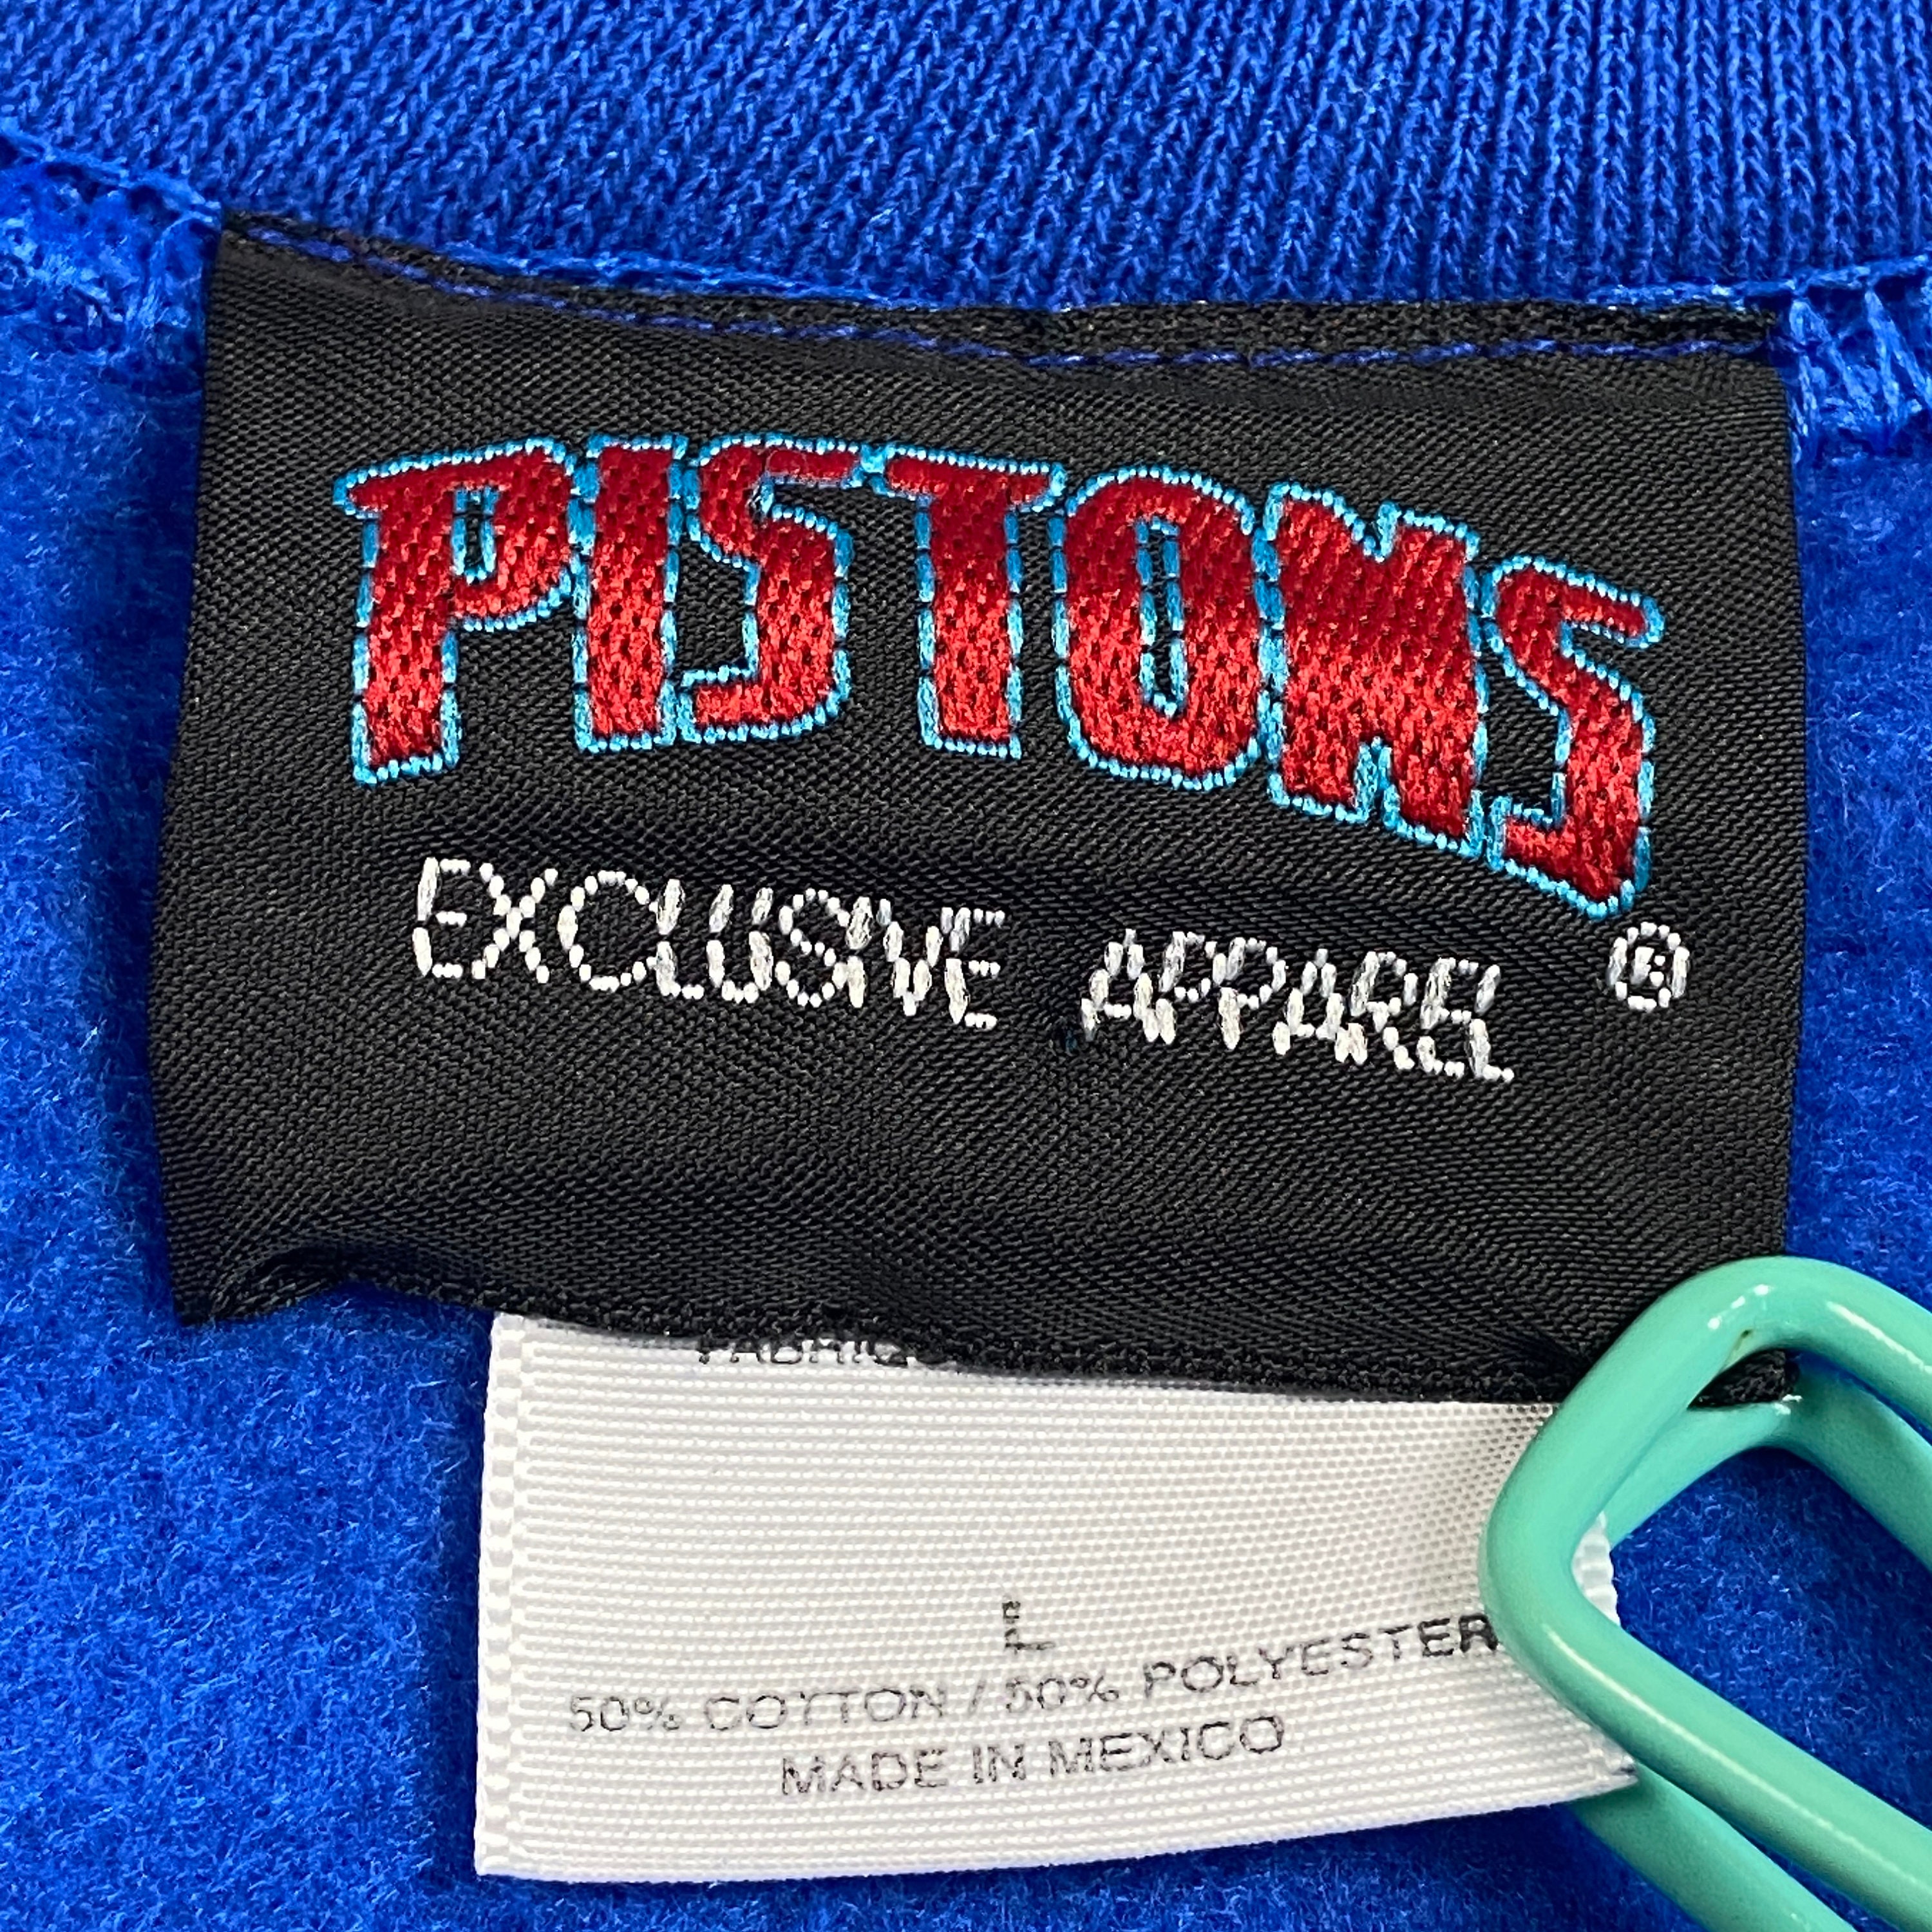 PISTONS
EXCLUSIVE APPAREL ®
L
50% COTTON / 50% POLYESTER
MADE IN MEXICO